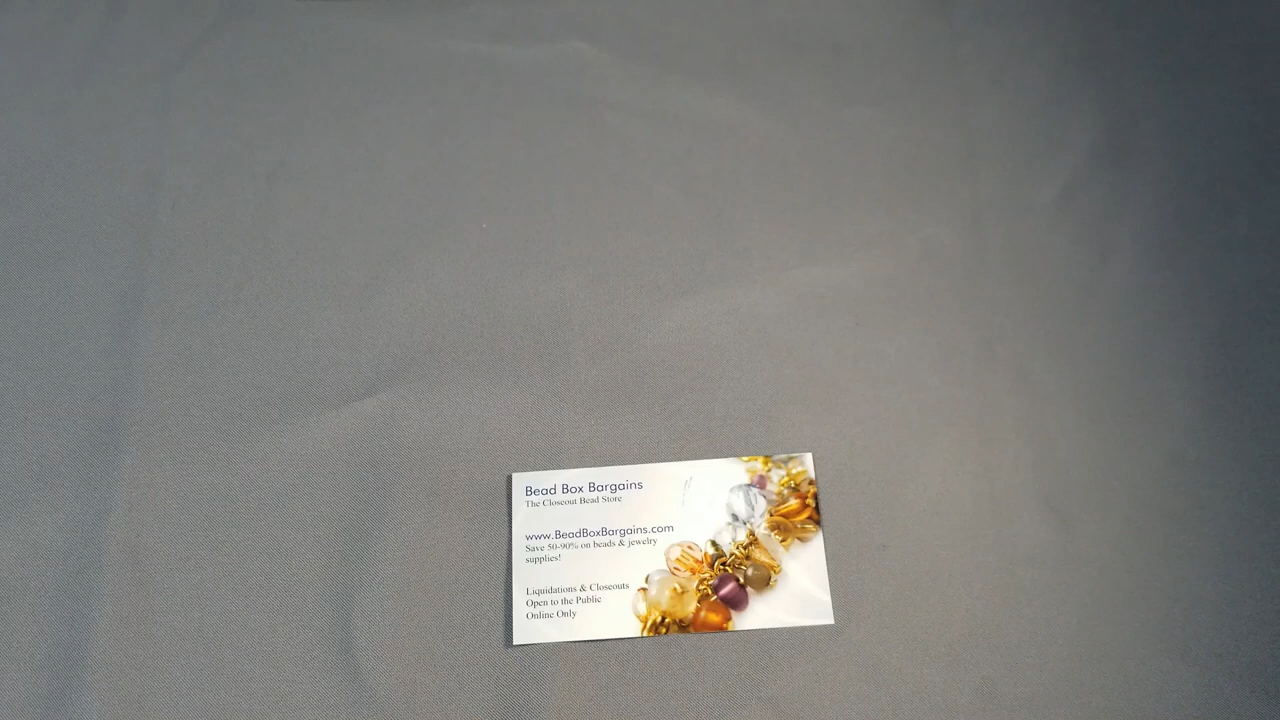 Bead Box Bargains
The Closeout Bead Store
www.BeadBoxBargains.com
Save 50-90% on beads & jewelry
supplies!
Liquidations & Closeouts
Open to the Public
Online Only